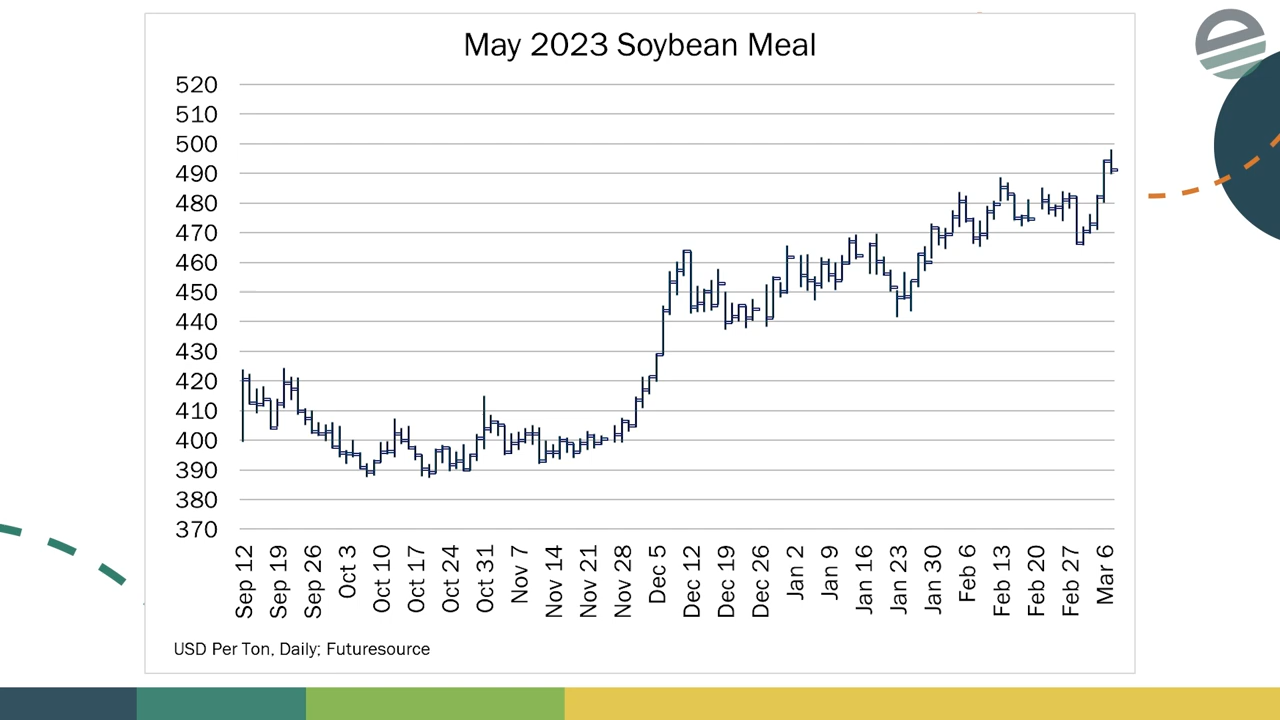 May 2023 Soybean Meal
520
510
500
490
480
470
460
450
440
430
420
410
400
390
380
370
Sep 12
Sep 19
Sep 26
Oct 3
Oct 10
Oct 17
Oct 24
Oct 31
Nov 7
Nov 14
Nov 21
Nov 28
Dec 5
Dec 12
Dec 19
Dec 26
Jan 2
Jan 9
Jan 16
Jan 23
Jan 30
Feb 6
Feb 13
Feb 20
Feb 27
Mar 6
USD Per Ton, Daily; Futuresource